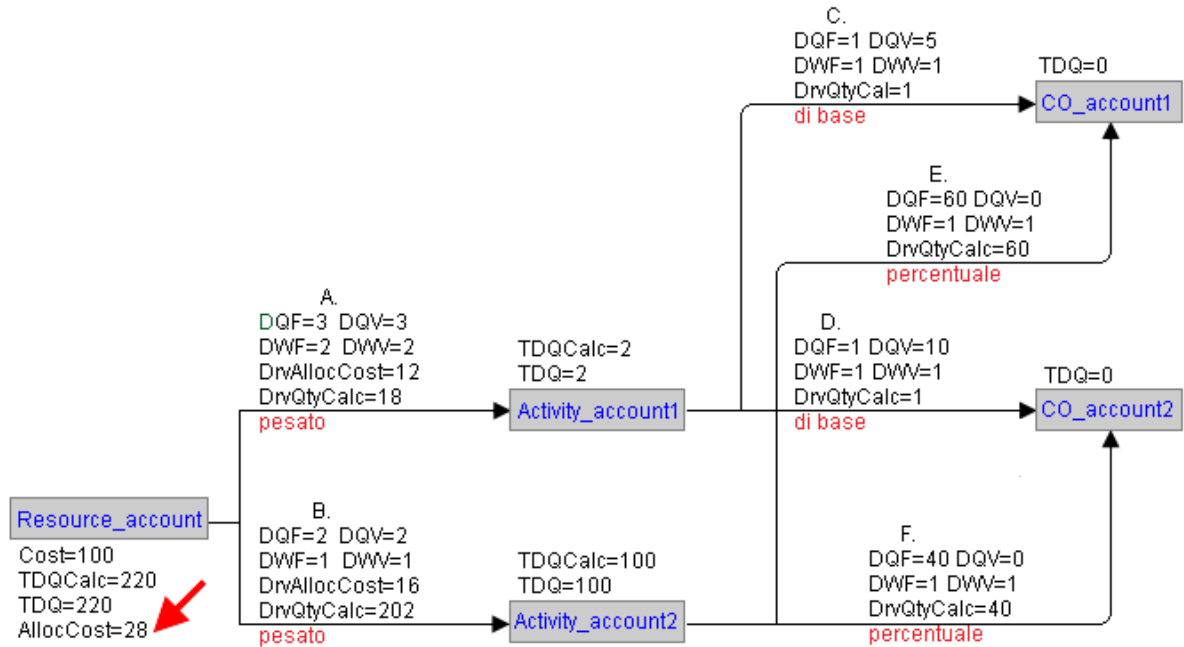 C.
DQF=1 DQV=5
DWF=1 DWV=1
DrvQtyCal=1
di base
TDQ=0
CO_account1
E.
DQF=60 DQV=0
DWF=1 DWV=1
DrvQtyCalc=60
percentuale
A.
DQF=3 DQV=3
DWF=2 DWV=2
DrvAllocCost=12
DrvQtyCalc=18
pesato
TDQCalc=2
TDQ=2
Activity_account1
D.
DQF=1 DQV=10
DWF=1 DWV=1
DrvQtyCalc=1
di base
TDQ=0
CO_account2
Resource_account
Cost=100
TDQCalc=220
TDQ=220
AllocCost=28
B.
DQF=2 DQV=2
DWF=1 DWV=1
DrvAllocCost=16
DrvQtyCalc=202
pesato
TDQCalc=100
TDQ=100
Activity_account2
F.
DQF=40 DQV=0
DWF=1 DWV=1
DrvQtyCalc=40
percentuale